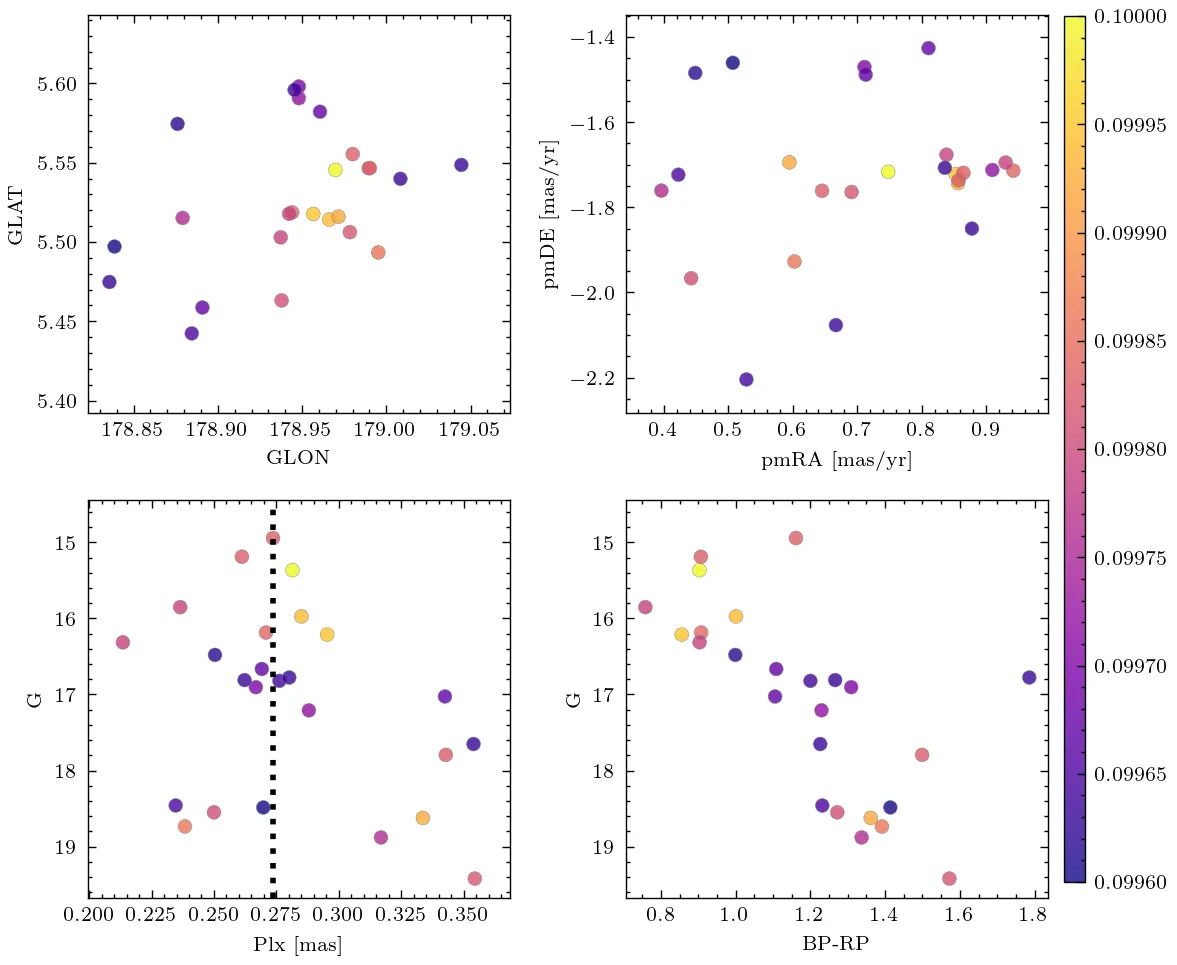 5.60
5.55
5.50
5.45
5.40
GLAT
178.85 178.90 178.95 179.00 179.05
GLON
−1.4
−1.6
−1.8
−2.0
−2.2
pmDE [mas/yr]
0.4 0.5 0.6 0.7 0.8 0.9
pmRA [mas/yr]
0.10000
0.09995
0.09990
0.09985
0.09980
0.09975
0.09970
0.09965
0.09960
15
16
17
18
19
G
0.200 0.225 0.250 0.275 0.300 0.325 0.350
Plx [mas]
15
16
17
18
19
G
0.8 1.0 1.2 1.4 1.6 1.8
BP-RP